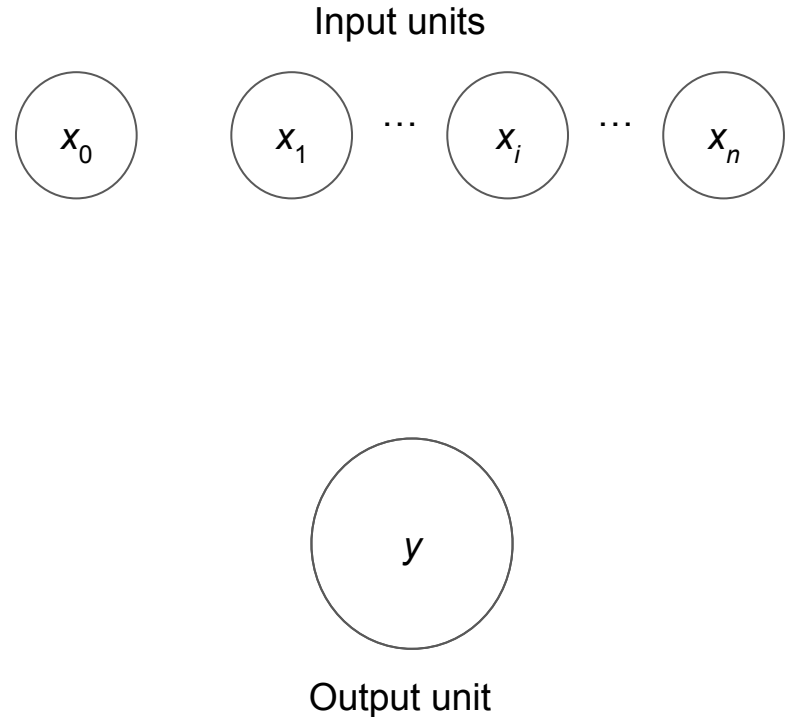 Input units
x₀ x₁ … xᵢ … xₙ
y
Output unit